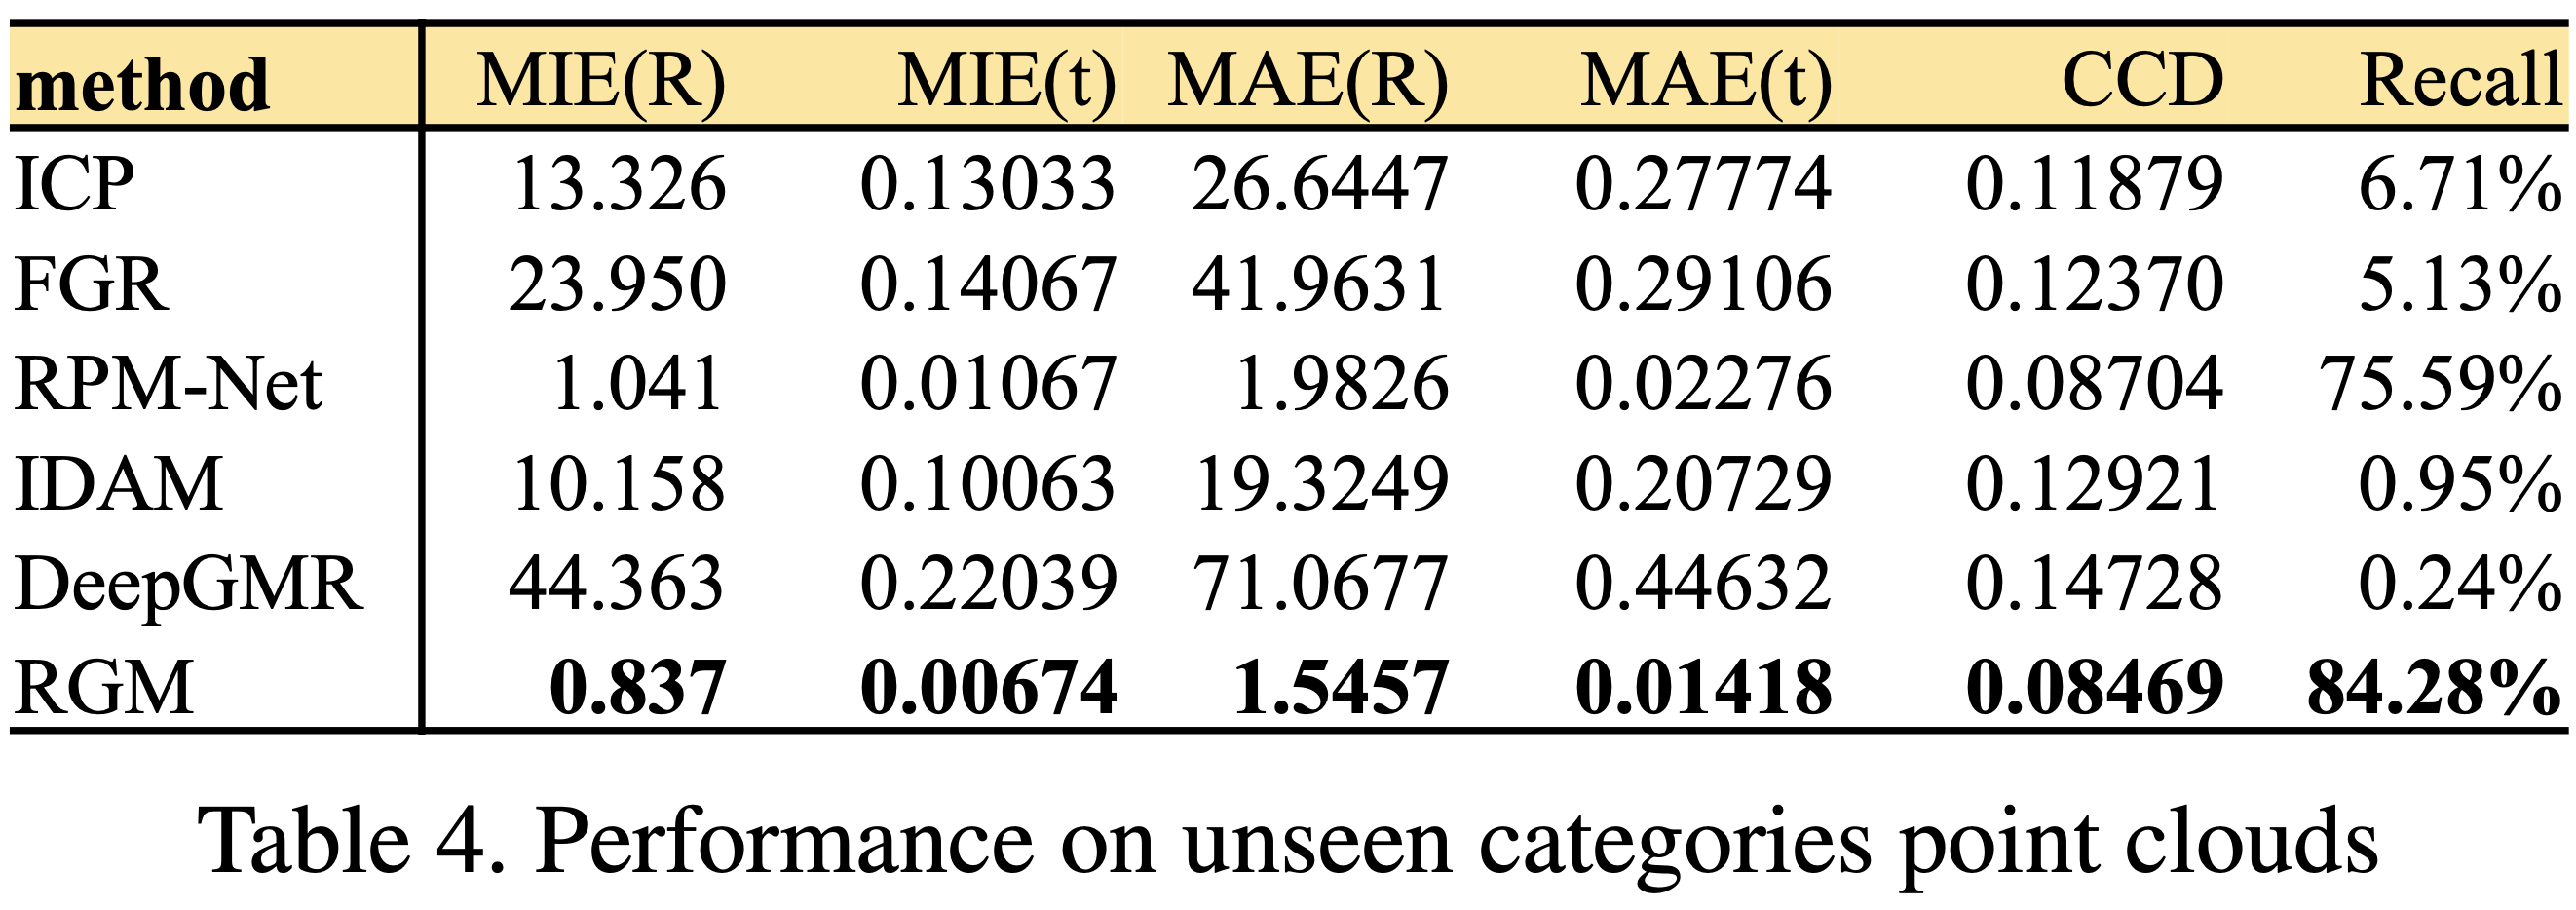 method MIE(R) MIE(t) MAE(R) MAE(t) CCD Recall
ICP 13.326 0.13033 26.6447 0.27774 0.11879 6.71%
FGR 23.950 0.14067 41.9631 0.29106 0.12370 5.13%
RPM-Net 1.041 0.01067 1.9826 0.02276 0.08704 75.59%
IDAM 10.158 0.10063 19.3249 0.20729 0.12921 0.95%
DeepGMR 44.363 0.22039 71.0677 0.44632 0.14728 0.24%
RGM 0.837 0.00674 1.5457 0.01418 0.08469 84.28%
Table 4. Performance on unseen categories point clouds